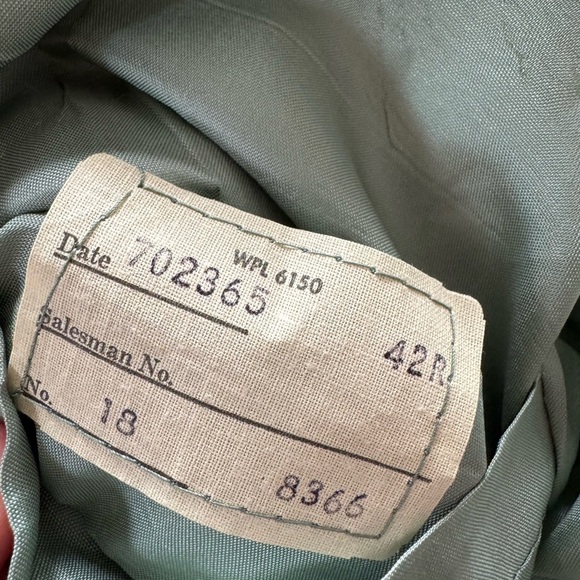 WPL 6150
Date 702365
42R
Salesman No.
No. 18 8366